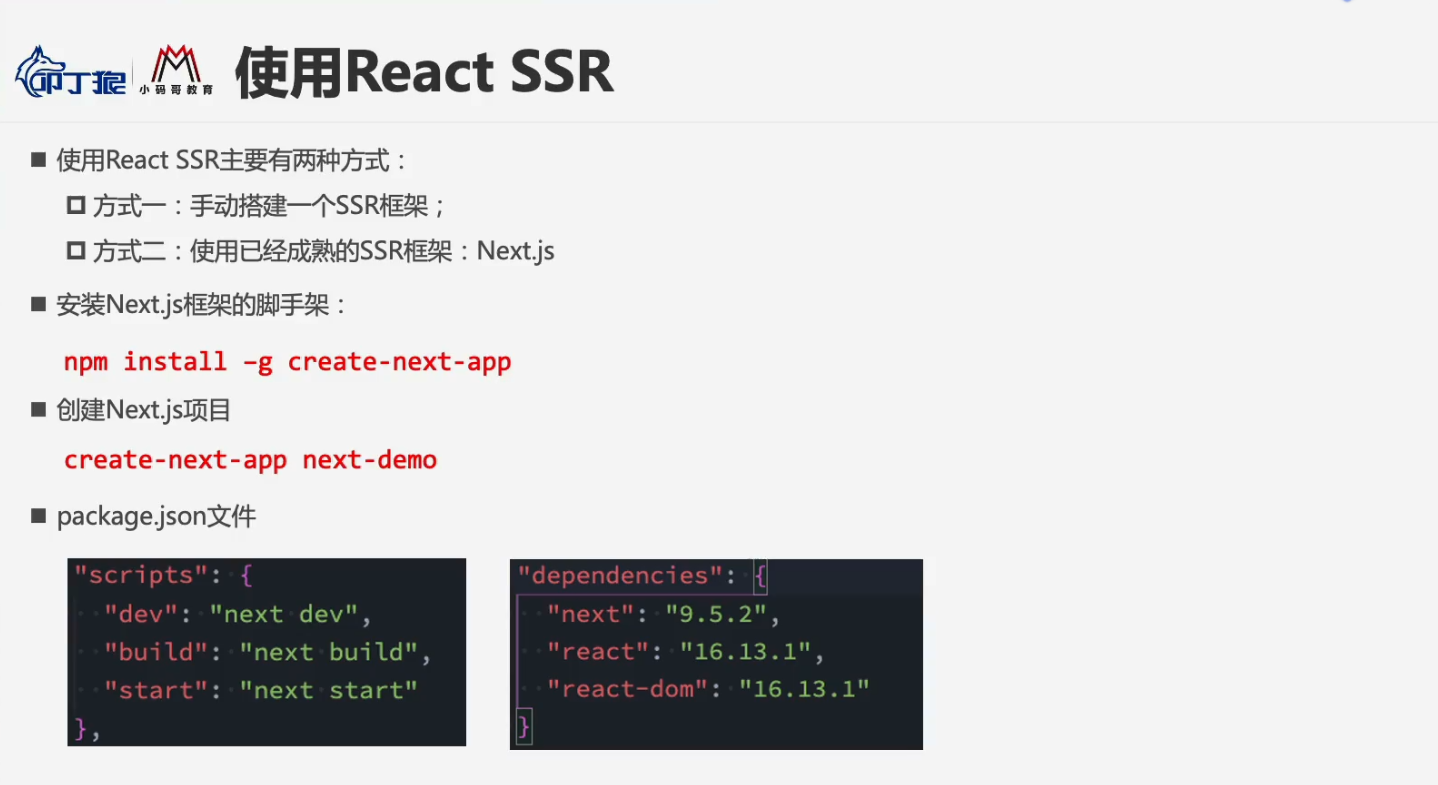 叩丁狼 小码哥教育 使用React SSR
使用React SSR主要有两种方式：
方式一：手动搭建一个SSR框架；
方式二：使用已经成熟的SSR框架：Next.js
安装Next.js框架的脚手架：
npm install –g create-next-app
创建Next.js项目
create-next-app next-demo
package.json文件
"scripts": {
"dev": "next dev",
"build": "next build",
"start": "next start"
},
"dependencies": {
"next": "9.5.2",
"react": "16.13.1",
"react-dom": "16.13.1"
}